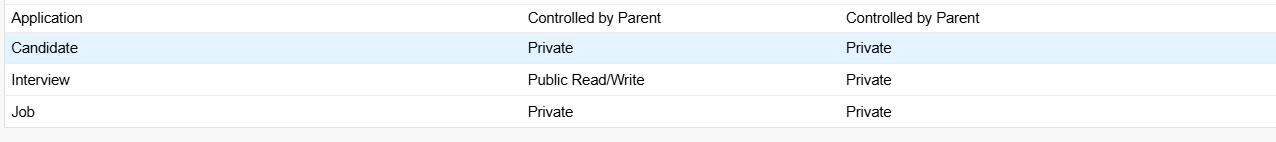 Application Controlled by Parent Controlled by Parent
Candidate Private Private
Interview Public Read/Write Private
Job Private Private